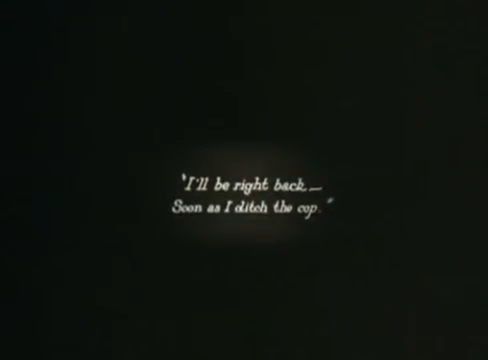 "I'll be right back—
Soon as I ditch the cop."